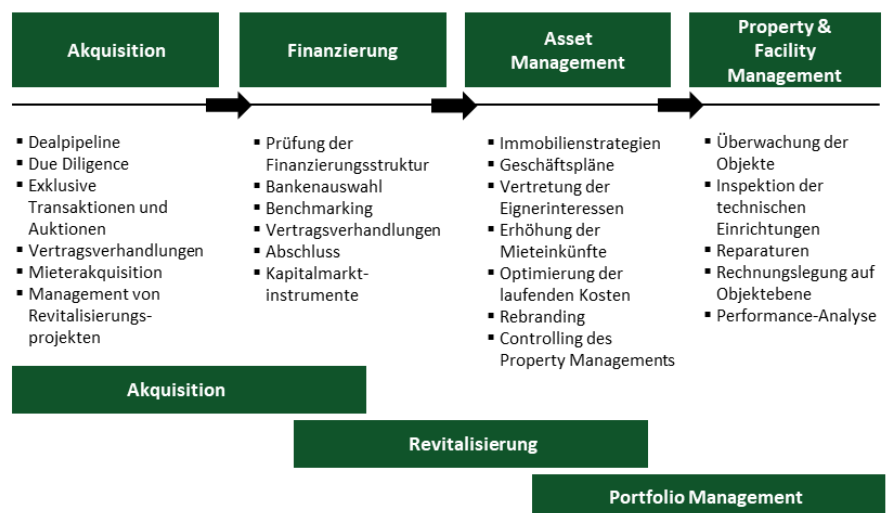 Akquisition
Finanzierung
Asset
Management
Property &
Facility
Management
▪ Dealpipeline
▪ Due Diligence
▪ Exklusive
Transaktionen und
Auktionen
▪ Vertragsverhandlungen
▪ Mieterakquisition
▪ Management von
Revitalisierungs-
projekten
▪ Prüfung der
Finanzierungsstruktur
▪ Bankenauswahl
▪ Benchmarking
▪ Vertragsverhandlungen
▪ Abschluss
▪ Kapitalmarkt-
instrumente
▪ Immobilienstrategien
▪ Geschäftspläne
▪ Vertretung der
Eignerinteressen
▪ Erhöhung der
Mieteinkünfte
▪ Optimierung der
laufenden Kosten
▪ Rebranding
▪ Controlling des
Property Managements
▪ Überwachung der
Objekte
▪ Inspektion der
technischen
Einrichtungen
▪ Reparaturen
▪ Rechnungslegung auf
Objektebene
▪ Performance-Analyse
Akquisition
Revitalisierung
Portfolio Management